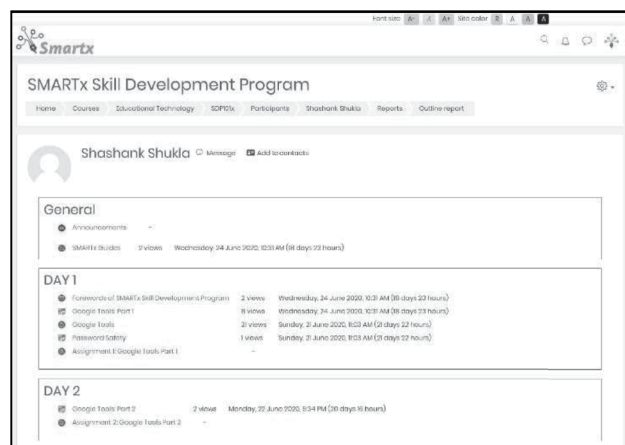 Font size A- A A+ Site color R A A A
Smartx
SMARTx Skill Development Program
Home Courses Educational Technology SDP101x Participants Shashank Shukla Reports Outline report
Shashank Shukla Message Add to contacts
General
Announcements -
SMARTx Guides 2 views Wednesday, 24 June 2020, 10:31 AM (18 days 23 hours)
DAY 1
Forewords of SMARTx Skill Development Program 2 views Wednesday, 24 June 2020, 10:31 AM (18 days 23 hours)
Google Tools: Part 1 8 views Wednesday, 24 June 2020, 10:31 AM (18 days 23 hours)
Google Tools 21 views Sunday, 21 June 2020, 11:03 AM (21 days 22 hours)
Password Safety 1 views Sunday, 21 June 2020, 11:03 AM (21 days 22 hours)
Assignment 1: Google Tools Part 1 -
DAY 2
Google Tools Part 2 2 views Monday, 22 June 2020, 5:34 PM (20 days 16 hours)
Assignment 2: Google Tools Part 2 -